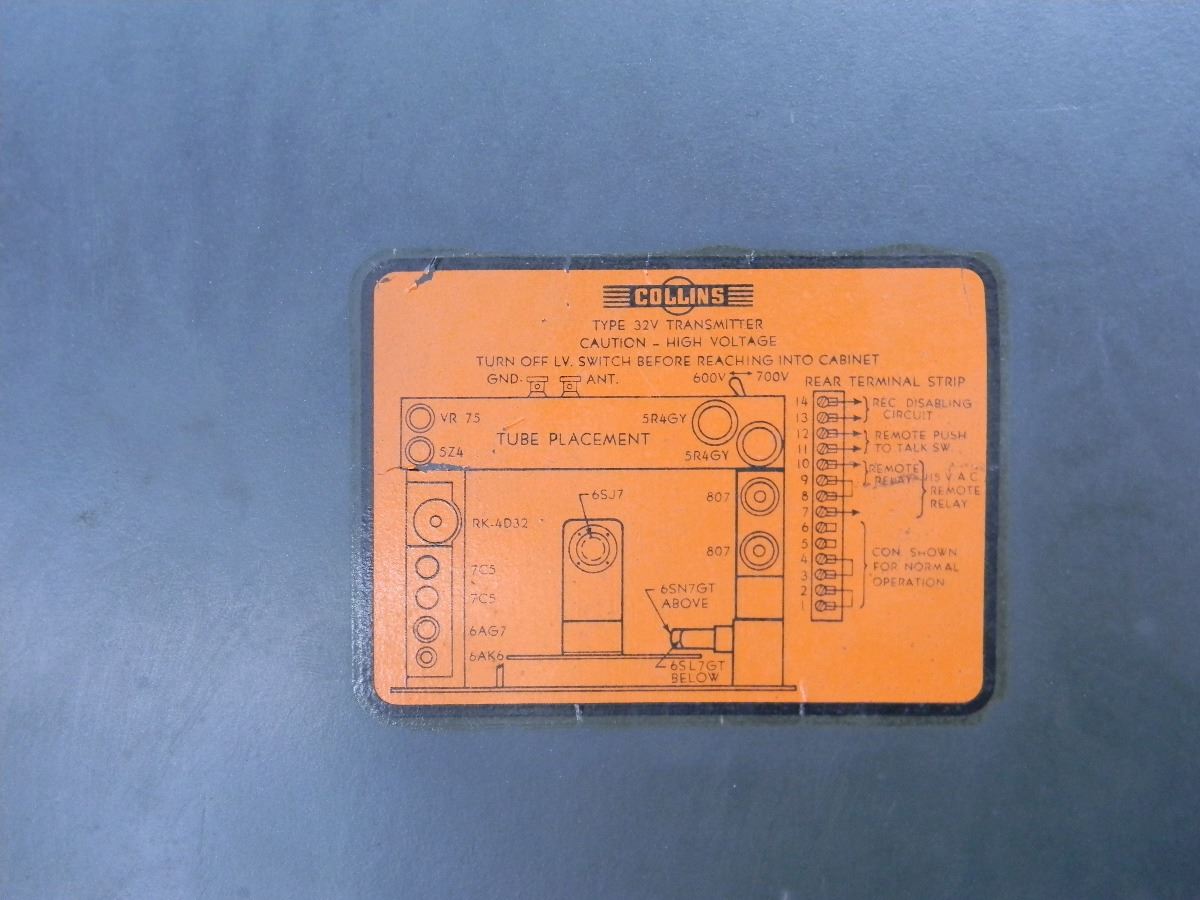 COLLINS
TYPE 32V TRANSMITTER
CAUTION - HIGH VOLTAGE
TURN OFF L.V. SWITCH BEFORE REACHING INTO CABINET
GND. ANT. 600V 700V
REAR TERMINAL STRIP
VR 75
5Z4
TUBE PLACEMENT
5R4GY
5R4GY
RK-4D32
7C5
7C5
6AG7
6AK6
6SJ7
807
807
6SN7GT
ABOVE
6SL7GT
BELOW
14
13
12
11
10
9
8
7
6
5
4
3
2
1
REC. DISABLING
CIRCUIT
REMOTE PUSH
TO TALK SW.
REMOTE
RELAY
115 V A C
REMOTE
RELAY
CON. SHOWN
FOR NORMAL
OPERATION